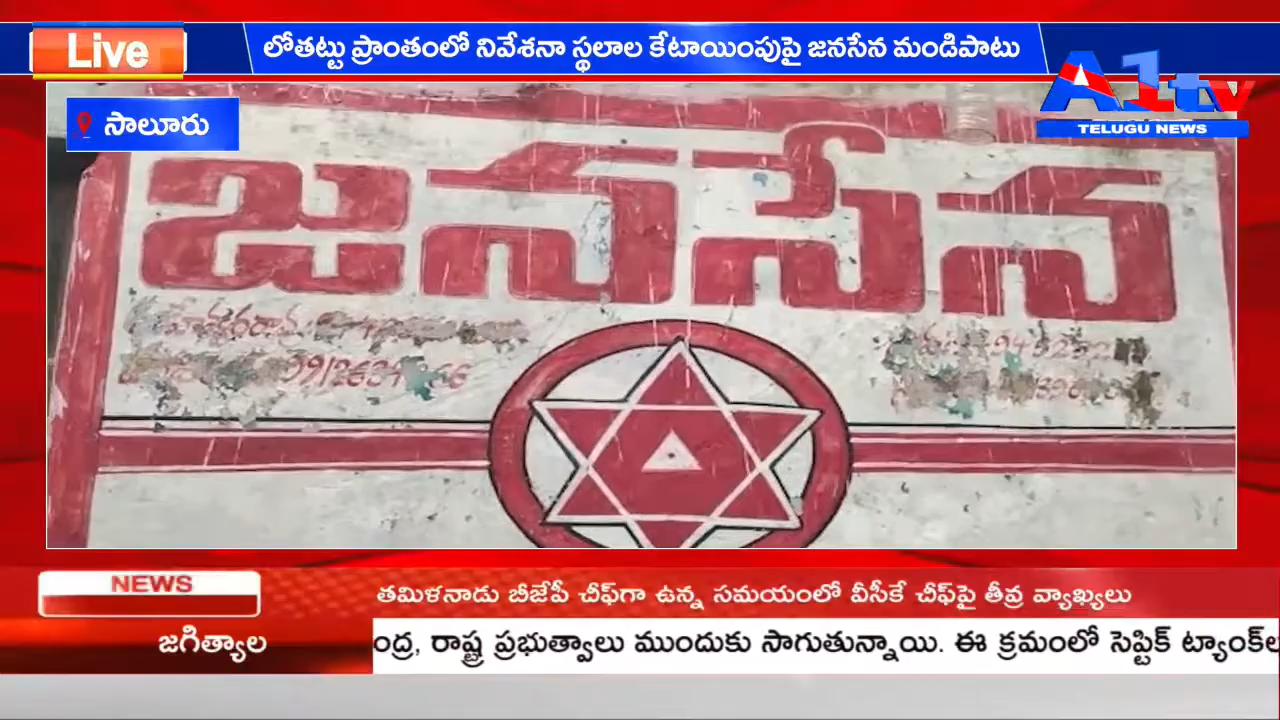 Live
లోతట్టు ప్రాంతంలో నివేశనా స్థలాల కేటాయింపుపై జనసేన మండిపాటు
A1tv
TELUGU NEWS
సాలూరు
జనసేన
NEWS
తమిళనాడు బీజేపీ చీఫ్‌గా ఉన్న సమయంలో వీసీకే చీఫ్‌పై తీవ్ర వ్యాఖ్యలు
జగిత్యాల
ంద్ర, రాష్ట్ర ప్రభుత్వాలు ముందుకు సాగుతున్నాయి. ఈ క్రమంలో సెప్టిక్ ట్యాంక్‌ల